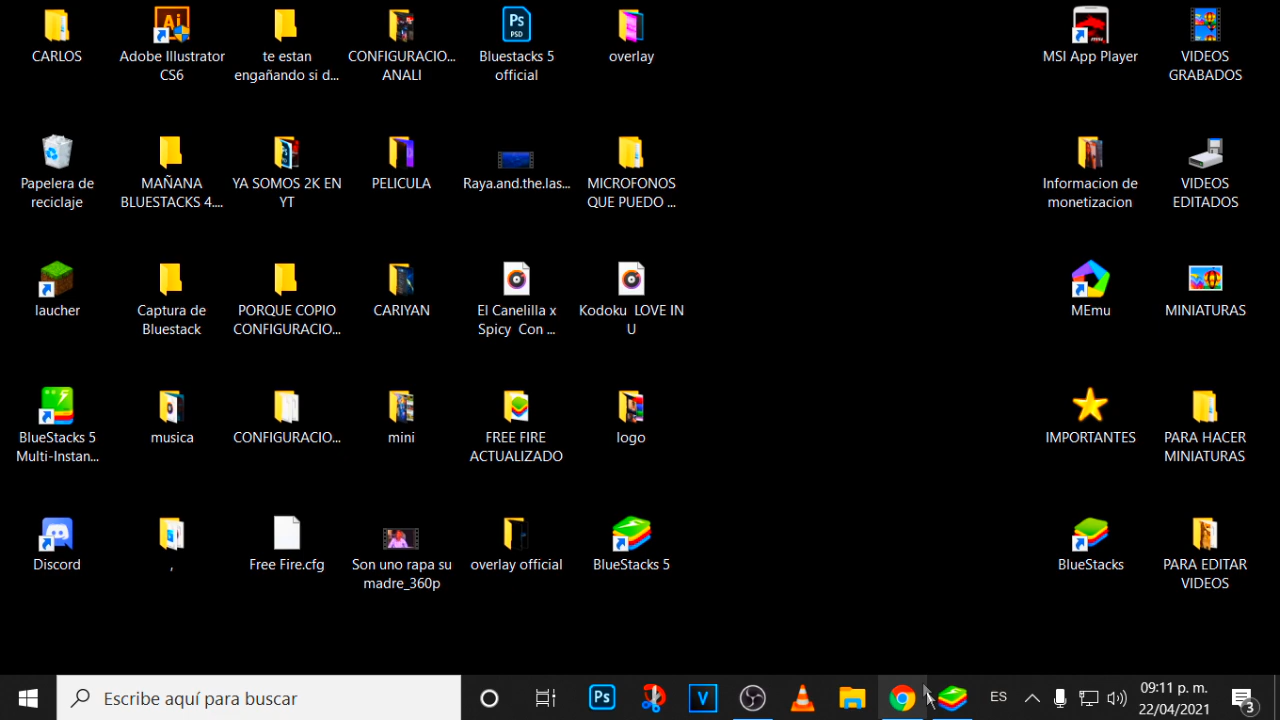 CARLOS
Adobe Illustrator
CS6
te estan
engañando si d...
CONFIGURACIO...
ANALI
Ps
PSD
Bluestacks 5
official
overlay
MSI App Player
VIDEOS
GRABADOS
Papelera de
reciclaje
MAÑANA
BLUESTACKS 4....
YA SOMOS 2K EN
YT
PELICULA
Raya.and.the.las...
MICROFONOS
QUE PUEDO ...
Informacion de
monetizacion
VIDEOS
EDITADOS
laucher
Captura de
Bluestack
PORQUE COPIO
CONFIGURACIO...
CARIYAN
El Canelilla x
Spicy Con ...
Kodoku LOVE IN
U
MEmu
MINIATURAS
BlueStacks 5
Multi-Instan...
musica
CONFIGURACIO...
mini
FREE FIRE
ACTUALIZADO
logo
IMPORTANTES
PARA HACER
MINIATURAS
Discord
,
Free Fire.cfg
Son uno rapa su
madre_360p
overlay official
BlueStacks 5
BlueStacks
PARA EDITAR
VIDEOS
Escribe aquí para buscar
Ps
V
ES
09:11 p. m.
22/04/2021
3